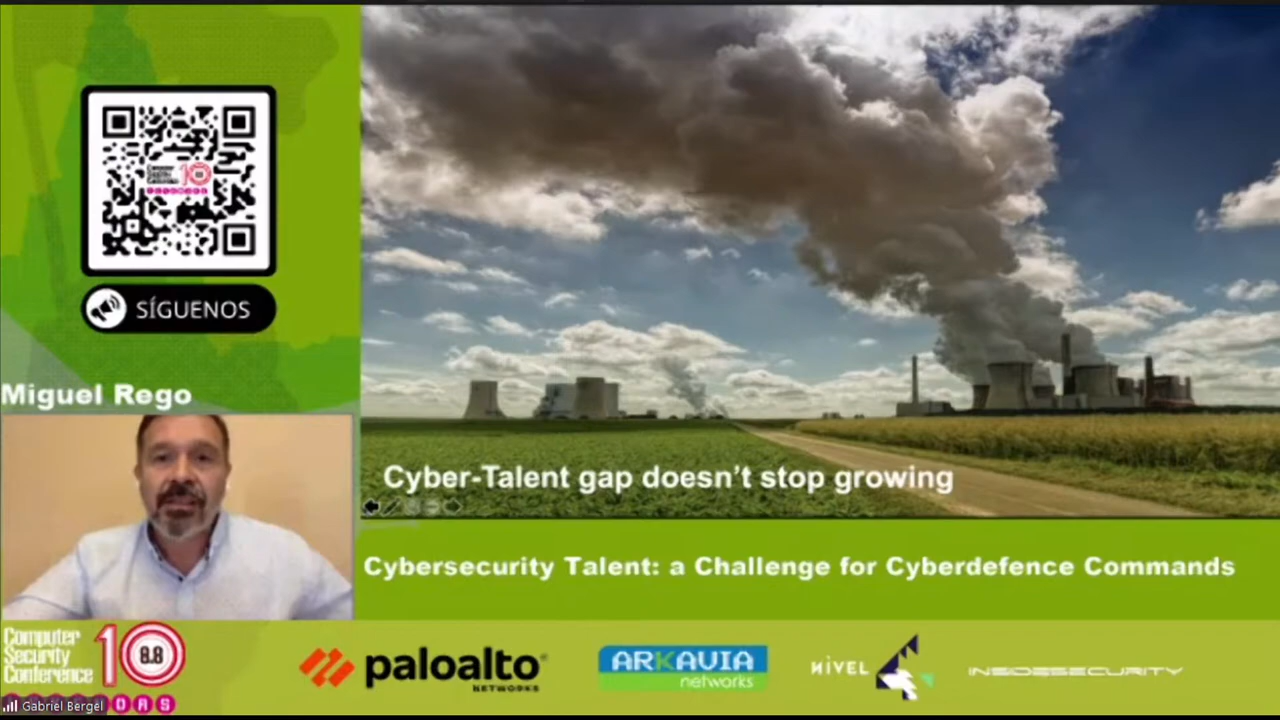 SÍGUENOS
Miguel Rego
Cyber-Talent gap doesn't stop growing
Cybersecurity Talent: a Challenge for Cyberdefence Commands
Computer
Security
Conference
10
8.8
Gabriel Bergel
paloalto
NETWORKS
ARKAVIA
networks
NIVEL
INSIDESECURITY